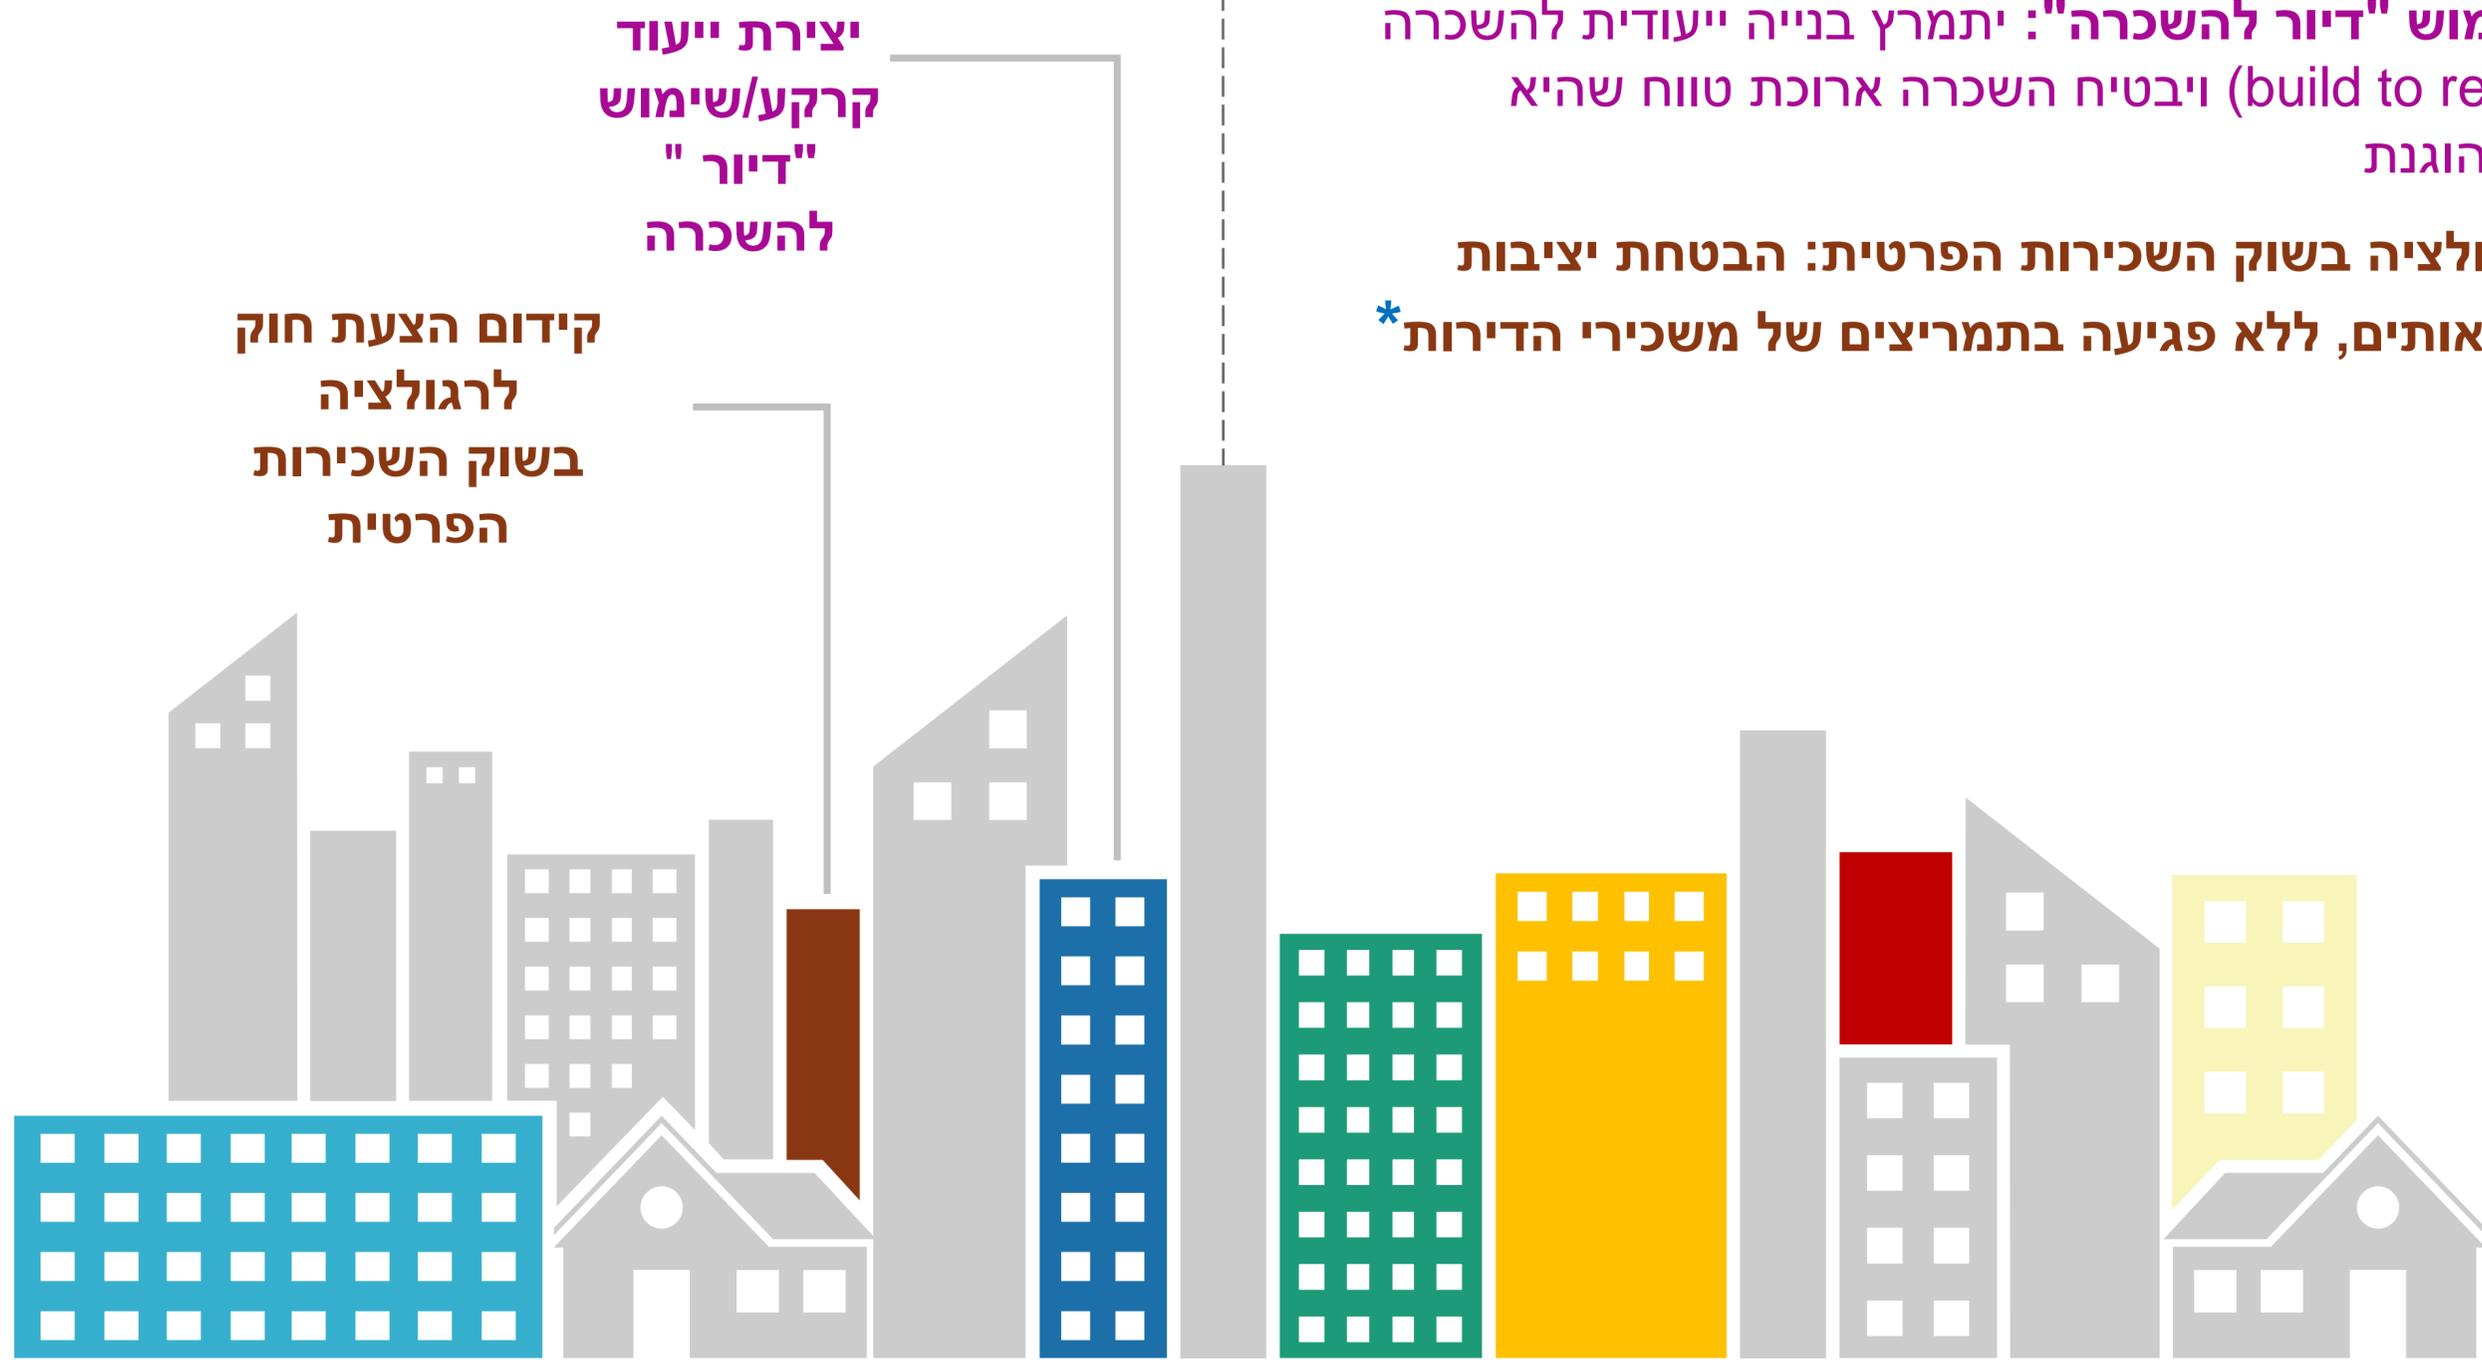 מוש "דיור להשכרה": יתמרץ בנייה ייעודית להשכרה
build to re) ויבטיח השכרה ארוכת טווח שהיא
הוגנת
ולציה בשוק השכירות הפרטית: הבטחת יציבות
אותים, ללא פגיעה בתמריצים של משכירי הדירות*
יצירת ייעוד
קרקע/שימוש
"דיור "
להשכרה
קידום הצעת חוק
לרגולציה
בשוק השכירות
הפרטית